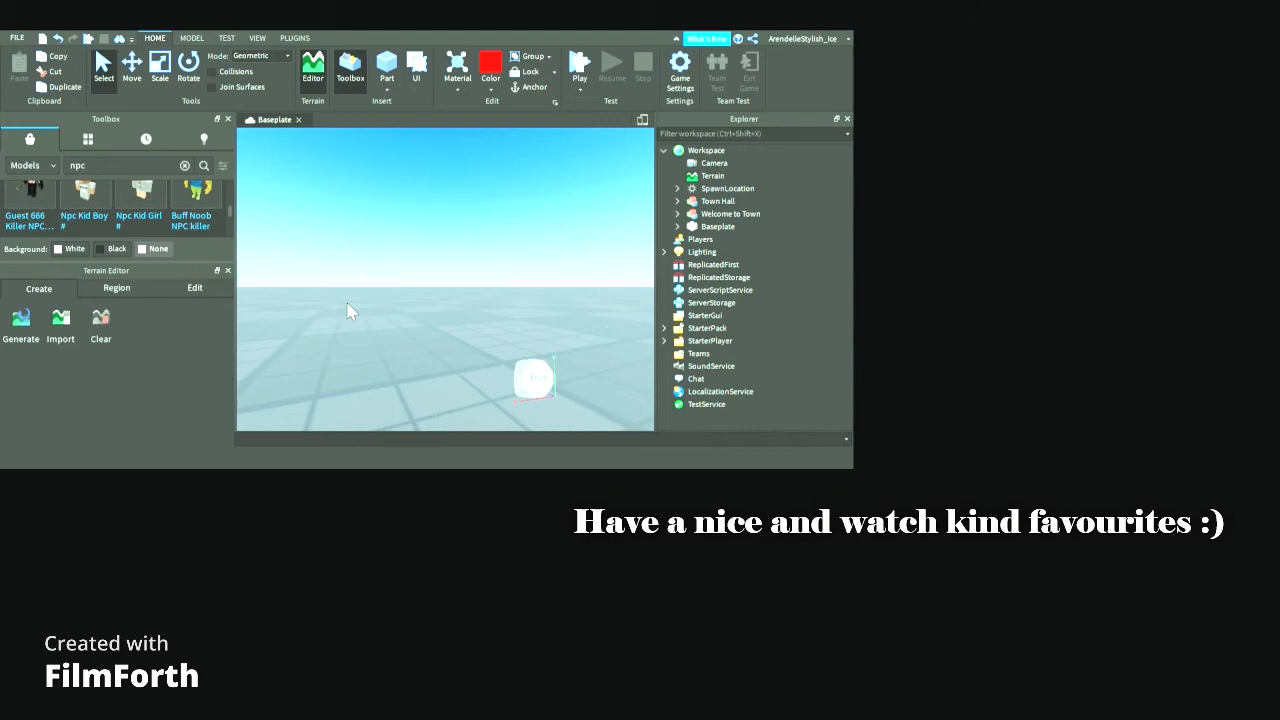 FILE HOME MODEL TEST VIEW PLUGINS What's New ArendelleStylish_Ice
Paste Copy Cut Duplicate Clipboard
Select Move Scale Rotate Mode: Geometric Collisions Join Surfaces Tools
Editor Terrain
Toolbox Part UI Insert
Material Color Group Lock Anchor Edit
Play Resume Stop Test
Game Settings Settings
Team Test Exit Game Team Test
Toolbox
Models npc
Guest 666 Killer NPC...
Npc Kid Boy #
Npc Kid Girl #
Buff Noob NPC killer
Background: White Black None
Terrain Editor
Create Region Edit
Generate Import Clear
Baseplate
Explorer
Filter workspace (Ctrl+Shift+X)
Workspace
Camera
Terrain
SpawnLocation
Town Hall
Welcome to Town
Baseplate
Players
Lighting
ReplicatedFirst
ReplicatedStorage
ServerScriptService
ServerStorage
StarterGui
StarterPack
StarterPlayer
Teams
SoundService
Chat
LocalizationService
TestService
Have a nice and watch kind favourites :)
Created with
FilmForth